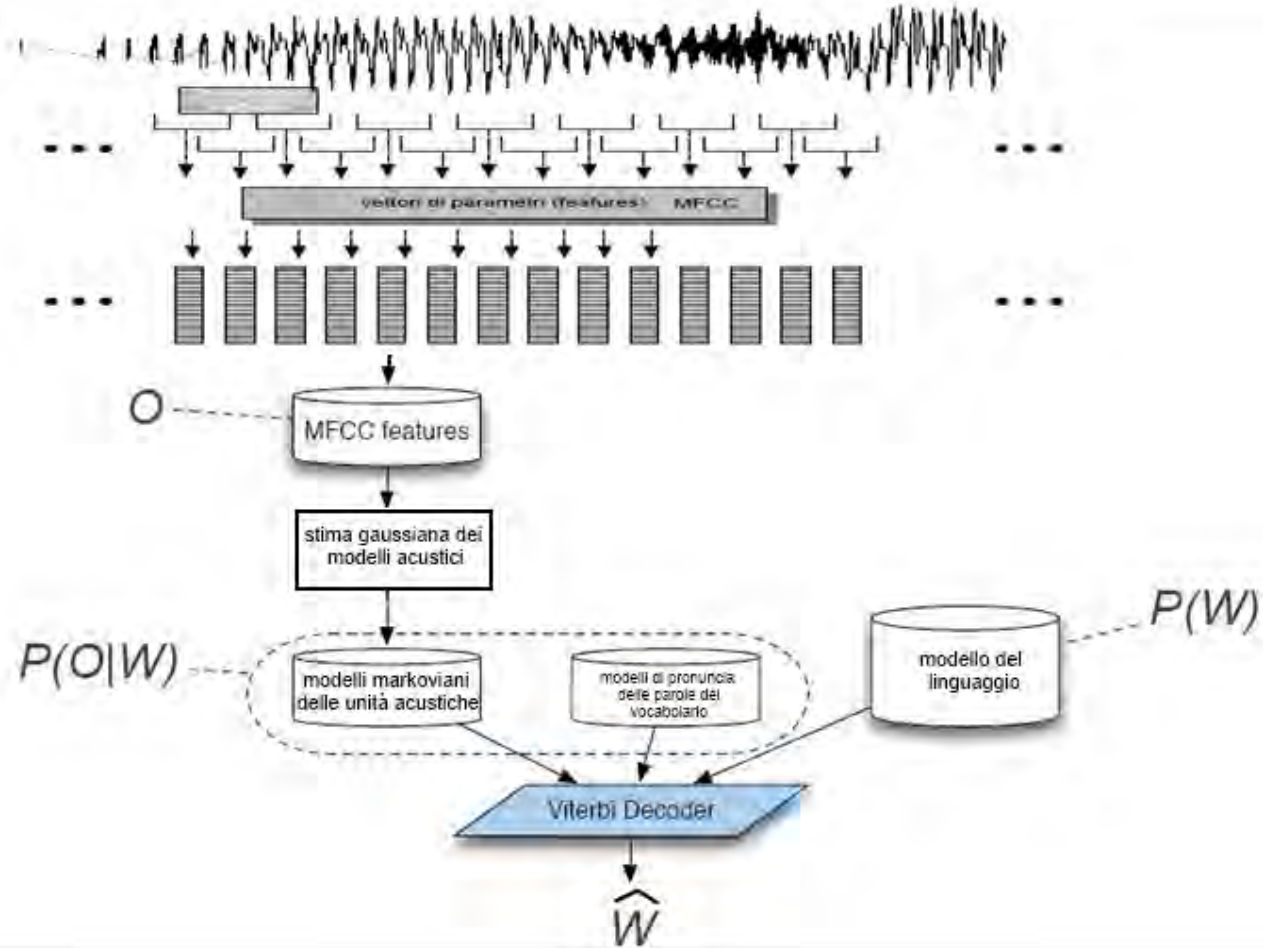 vettori di parametri (features) MFCC
O
MFCC features
stima gaussiana dei
modelli acustici
P(W)
P(O|W)
modelli markoviani
delle unità acustiche
modelli di pronuncia
delle parole del
vocabolario
modello del
linguaggio
Viterbi Decoder
Ŵ